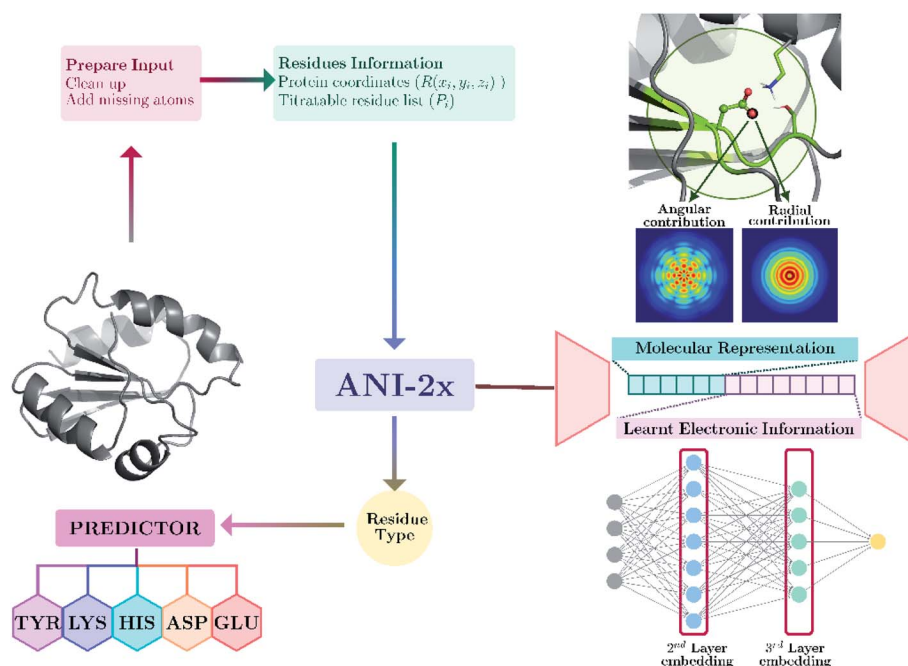 Prepare Input
Clean up
Add missing atoms
Residues Information
Protein coordinates (R(xᵢ, yᵢ, zᵢ) )
Titratable residue list (Pᵢ)
Angular
contribution
Radial
contribution
Molecular Representation
ANI-2x
Learnt Electronic Information
Residue
Type
PREDICTOR
TYR
LYS
HIS
ASP
GLU
2ⁿᵈ Layer
embedding
3ʳᵈ Layer
embedding